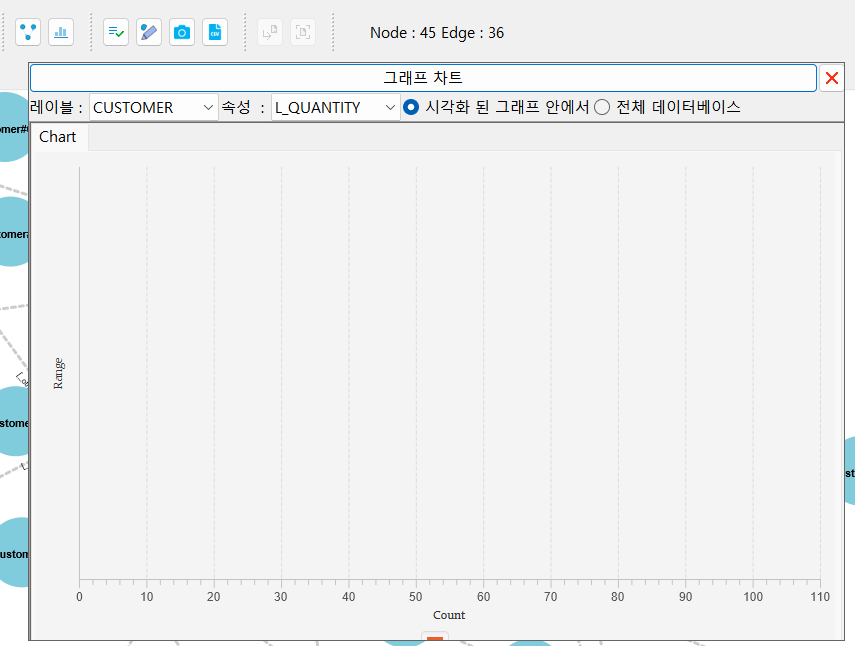 CSV
Node : 45 Edge : 36
그래프 차트
레이블 : CUSTOMER 속성 : L_QUANTITY 시각화 된 그래프 안에서 전체 데이터베이스
Chart
Range
0 10 20 30 40 50 60 70 80 90 100 110
Count